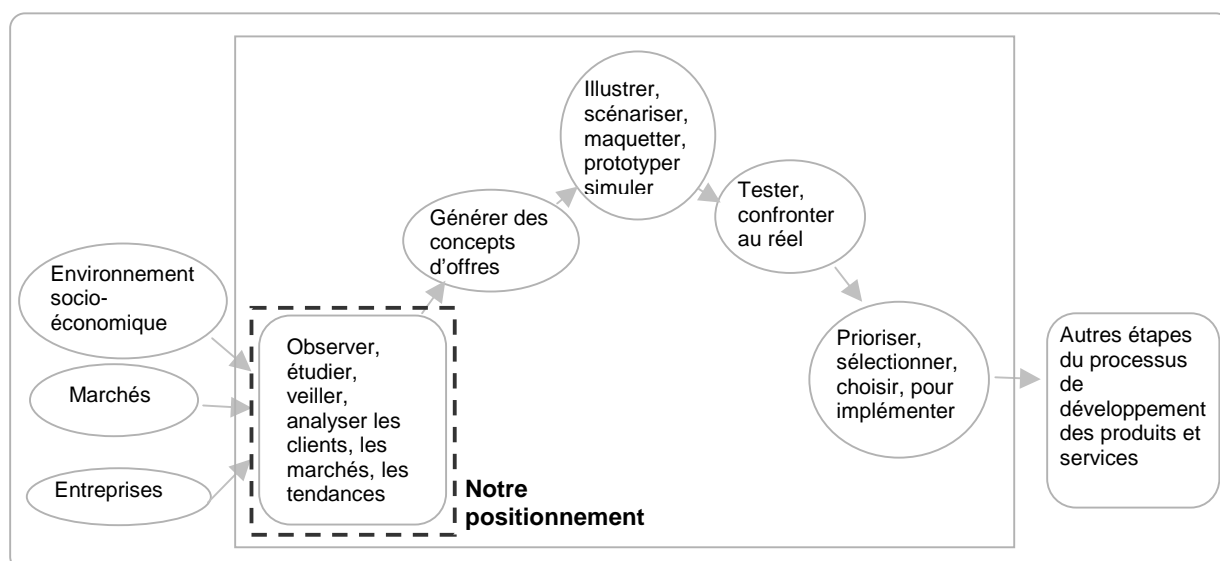 Environnement
socio-
économique
Marchés
Entreprises
Observer,
étudier,
veiller,
analyser les
clients, les
marchés, les
tendances
Notre
positionnement
Générer des
concepts
d’offres
Illustrer,
scénariser,
maquetter,
prototyper
simuler
Tester,
confronter
au réel
Prioriser,
sélectionner,
choisir, pour
implémenter
Autres étapes
du processus
de
développement
des produits et
services